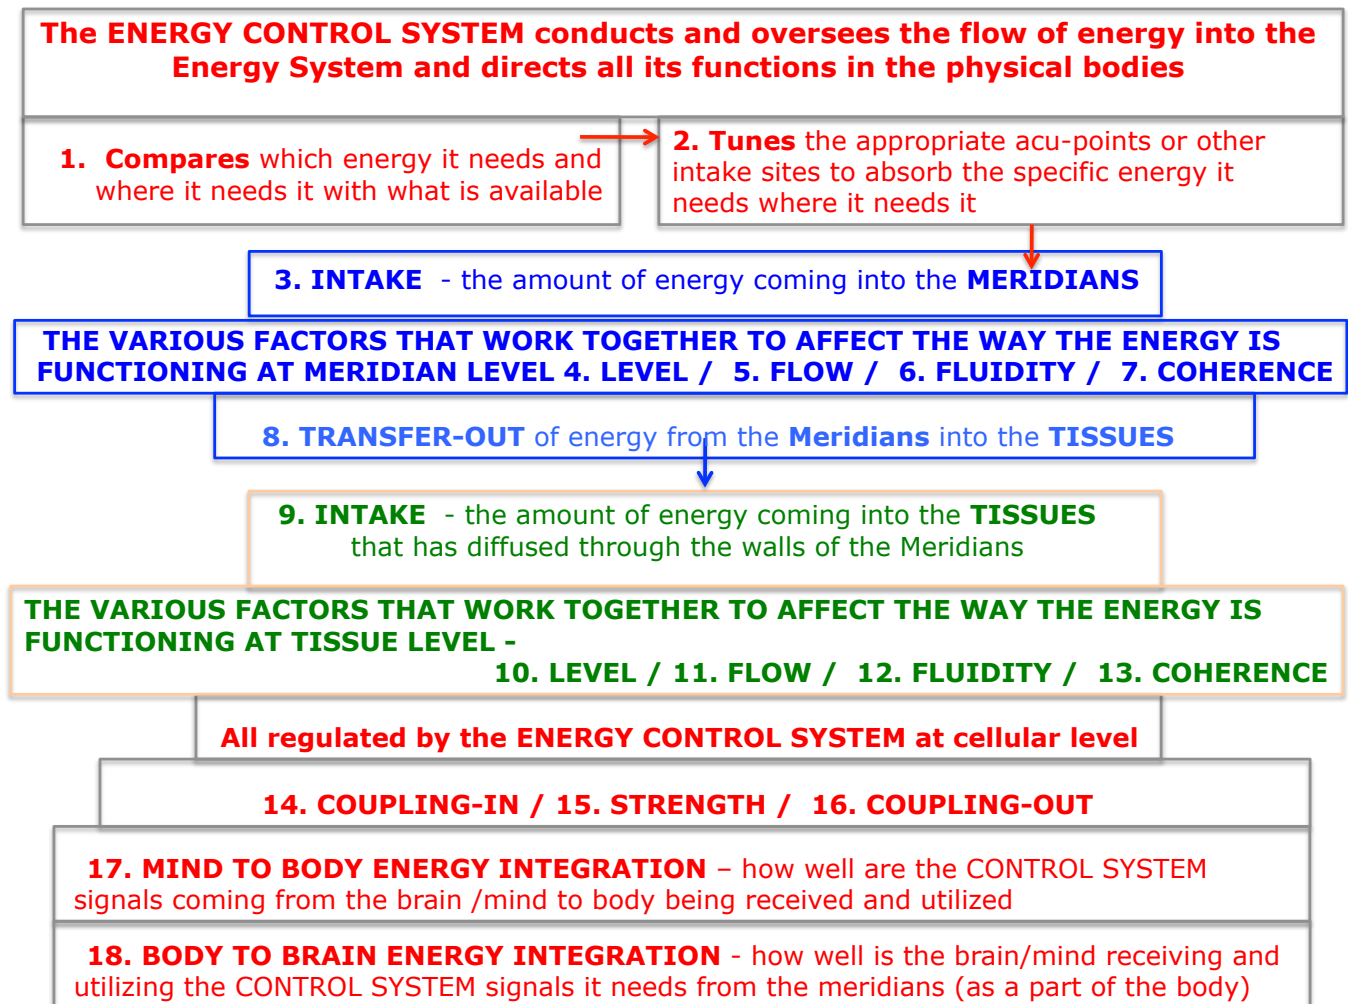 The ENERGY CONTROL SYSTEM conducts and oversees the flow of energy into the
Energy System and directs all its functions in the physical bodies
1. Compares which energy it needs and
where it needs it with what is available
2. Tunes the appropriate acu-points or other
intake sites to absorb the specific energy it
needs where it needs it
3. INTAKE - the amount of energy coming into the MERIDIANS
THE VARIOUS FACTORS THAT WORK TOGETHER TO AFFECT THE WAY THE ENERGY IS
FUNCTIONING AT MERIDIAN LEVEL 4. LEVEL / 5. FLOW / 6. FLUIDITY / 7. COHERENCE
8. TRANSFER-OUT of energy from the Meridians into the TISSUES
9. INTAKE - the amount of energy coming into the TISSUES
that has diffused through the walls of the Meridians
THE VARIOUS FACTORS THAT WORK TOGETHER TO AFFECT THE WAY THE ENERGY IS
FUNCTIONING AT TISSUE LEVEL -
10. LEVEL / 11. FLOW / 12. FLUIDITY / 13. COHERENCE
All regulated by the ENERGY CONTROL SYSTEM at cellular level
14. COUPLING-IN / 15. STRENGTH / 16. COUPLING-OUT
17. MIND TO BODY ENERGY INTEGRATION – how well are the CONTROL SYSTEM
signals coming from the brain /mind to body being received and utilized
18. BODY TO BRAIN ENERGY INTEGRATION - how well is the brain/mind receiving and
utilizing the CONTROL SYSTEM signals it needs from the meridians (as a part of the body)